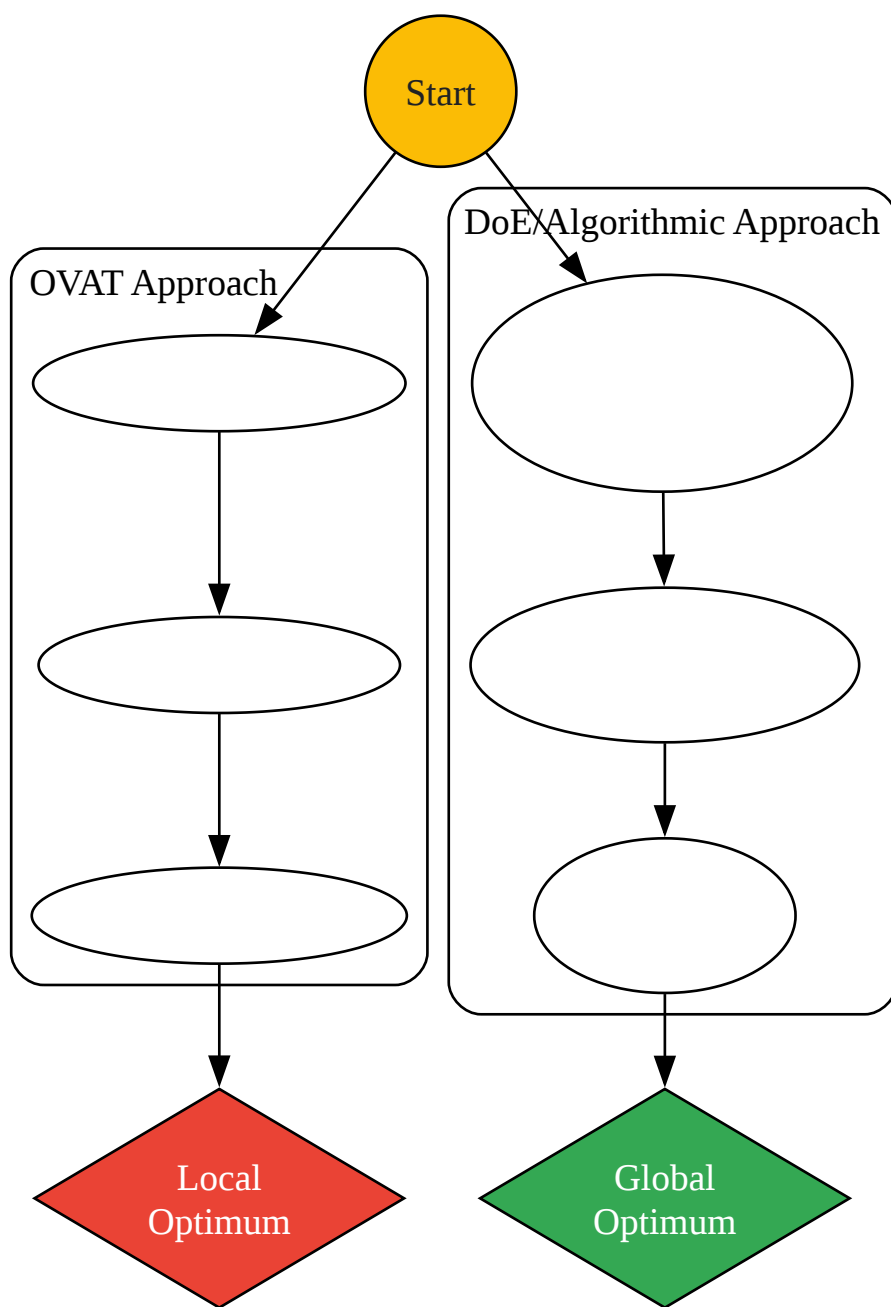 Start
DoE/Algorithmic Approach
OVAT Approach
Local
Optimum
Global
Optimum